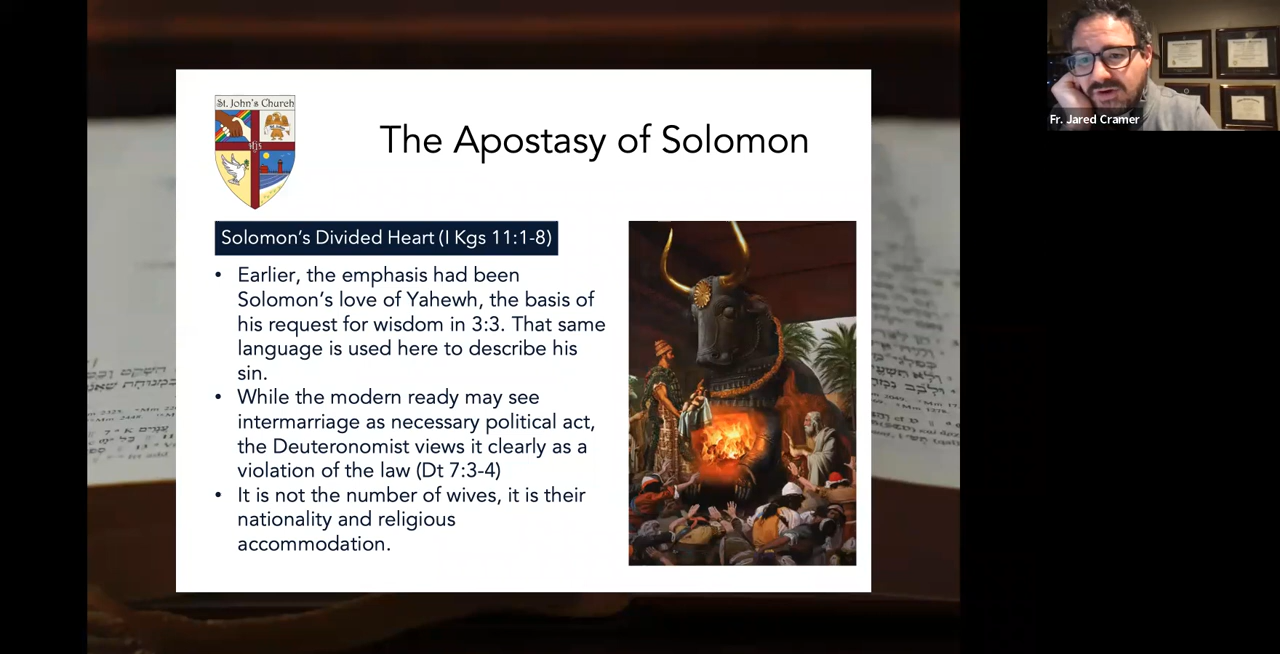 St. John's Church
The Apostasy of Solomon
Solomon's Divided Heart (I Kgs 11:1-8)
• Earlier, the emphasis had been
Solomon's love of Yahewh, the basis of
his request for wisdom in 3:3. That same
language is used here to describe his
sin.
• While the modern ready may see
intermarriage as necessary political act,
the Deuteronomist views it clearly as a
violation of the law (Dt 7:3-4)
• It is not the number of wives, it is their
nationality and religious
accommodation.
Fr. Jared Cramer